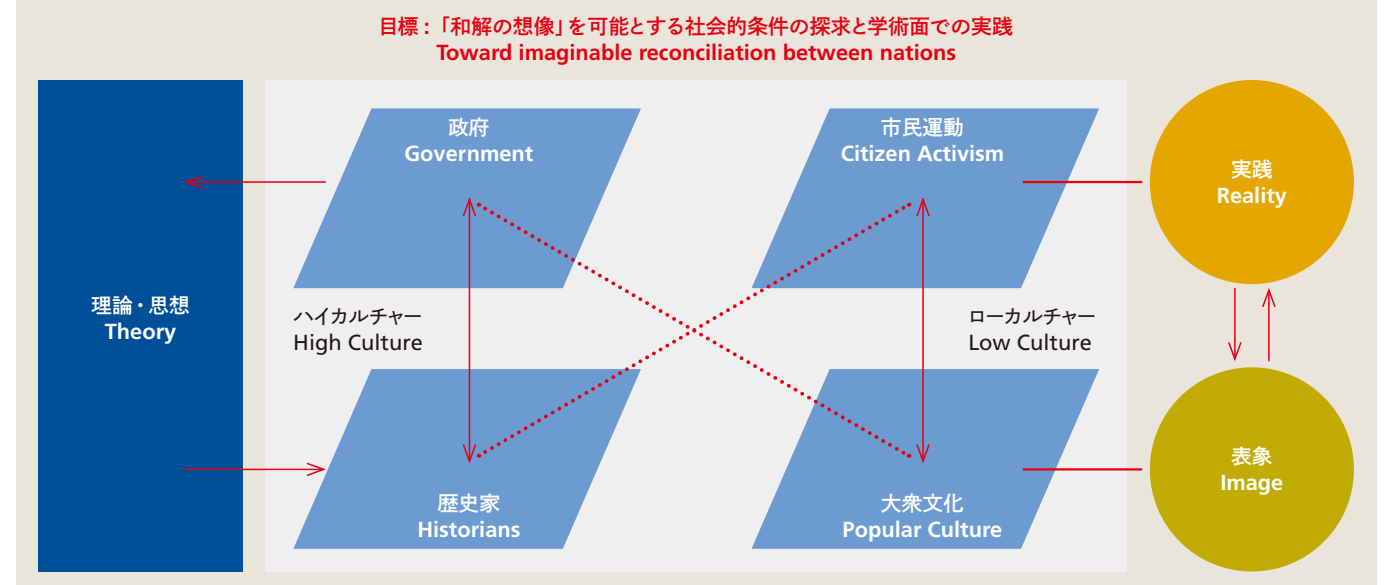 目標：「和解の想像」を可能とする社会的条件の探求と学術面での実践
Toward imaginable reconciliation between nations
政府
Government
市民運動
Citizen Activism
実践
Reality
理論・思想
Theory
ハイカルチャー
High Culture
ローカルチャー
Low Culture
歴史家
Historians
大衆文化
Popular Culture
表象
Image